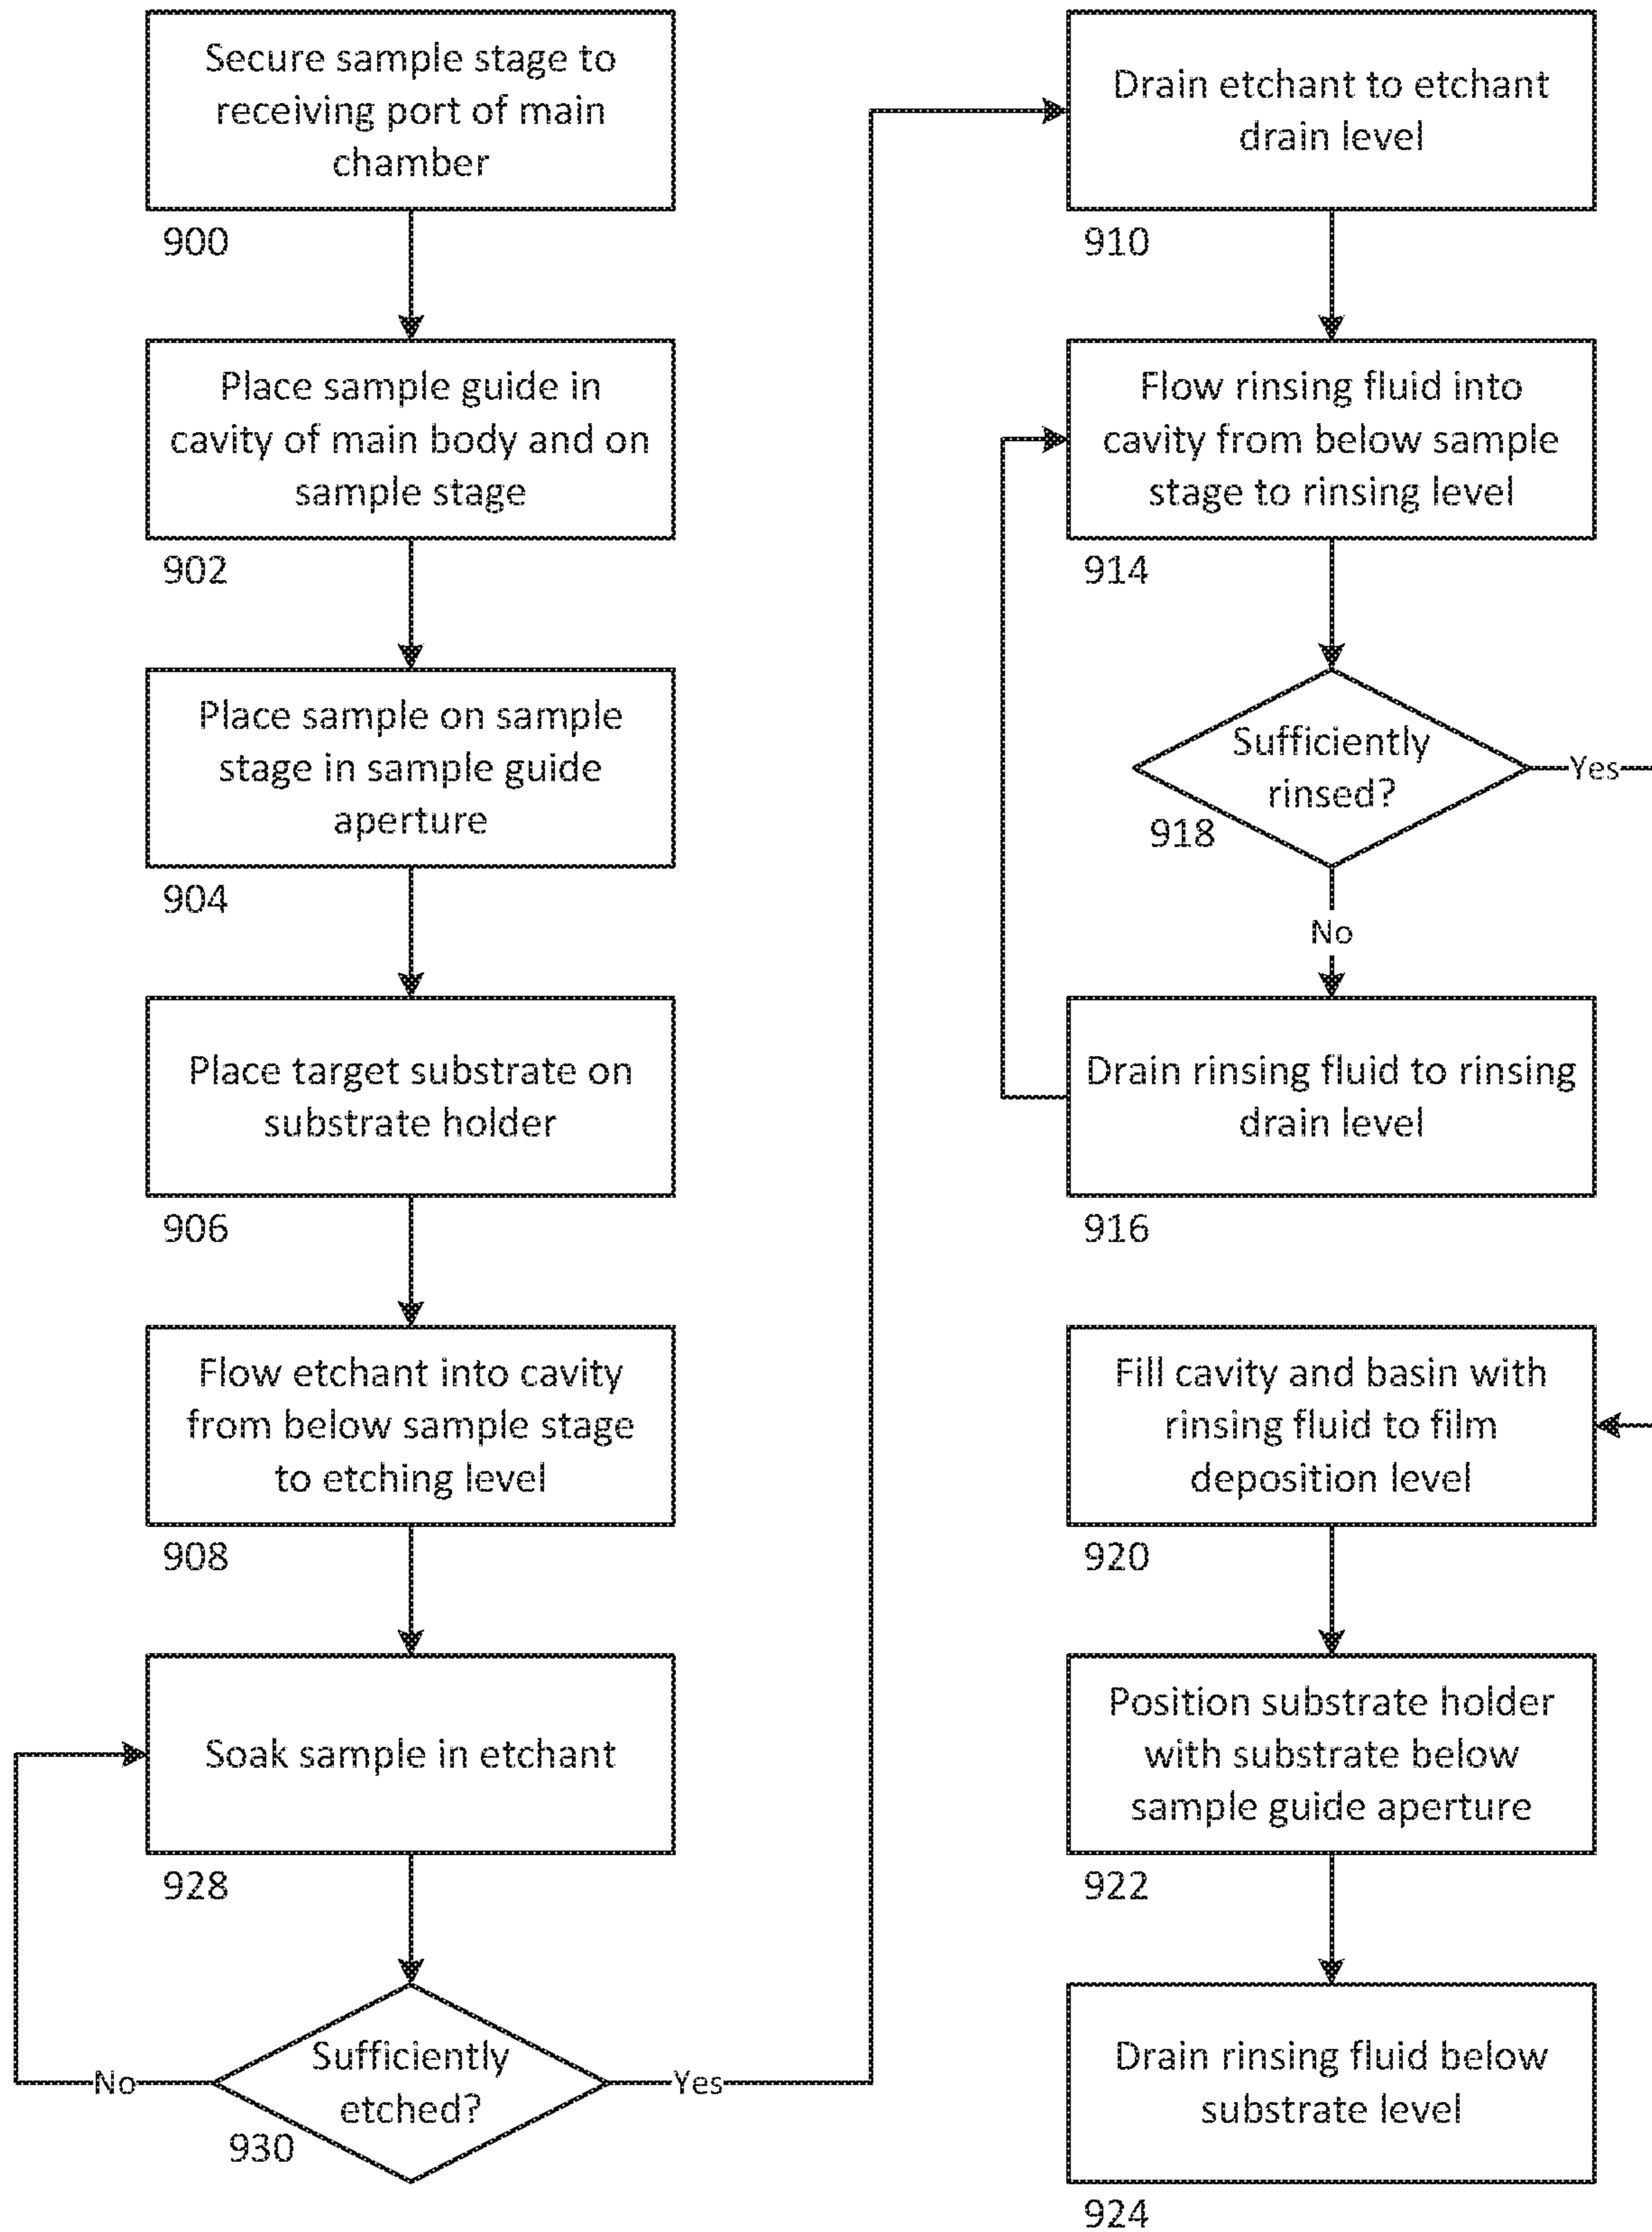 Secure sample stage to
receiving port of main
chamber
900
Place sample guide in
cavity of main body and on
sample stage
902
Place sample on sample
stage in sample guide
aperture
904
Place target substrate on
substrate holder
906
Flow etchant into cavity
from below sample stage
to etching level
908
Soak sample in etchant
928
Sufficiently
etched?
930
No
Yes
Drain etchant to etchant
drain level
910
Flow rinsing fluid into
cavity from below sample
stage to rinsing level
914
Sufficiently
rinsed?
918
Yes
No
Drain rinsing fluid to rinsing
drain level
916
Fill cavity and basin with
rinsing fluid to film
deposition level
920
Position substrate holder
with substrate below
sample guide aperture
922
Drain rinsing fluid below
substrate level
924